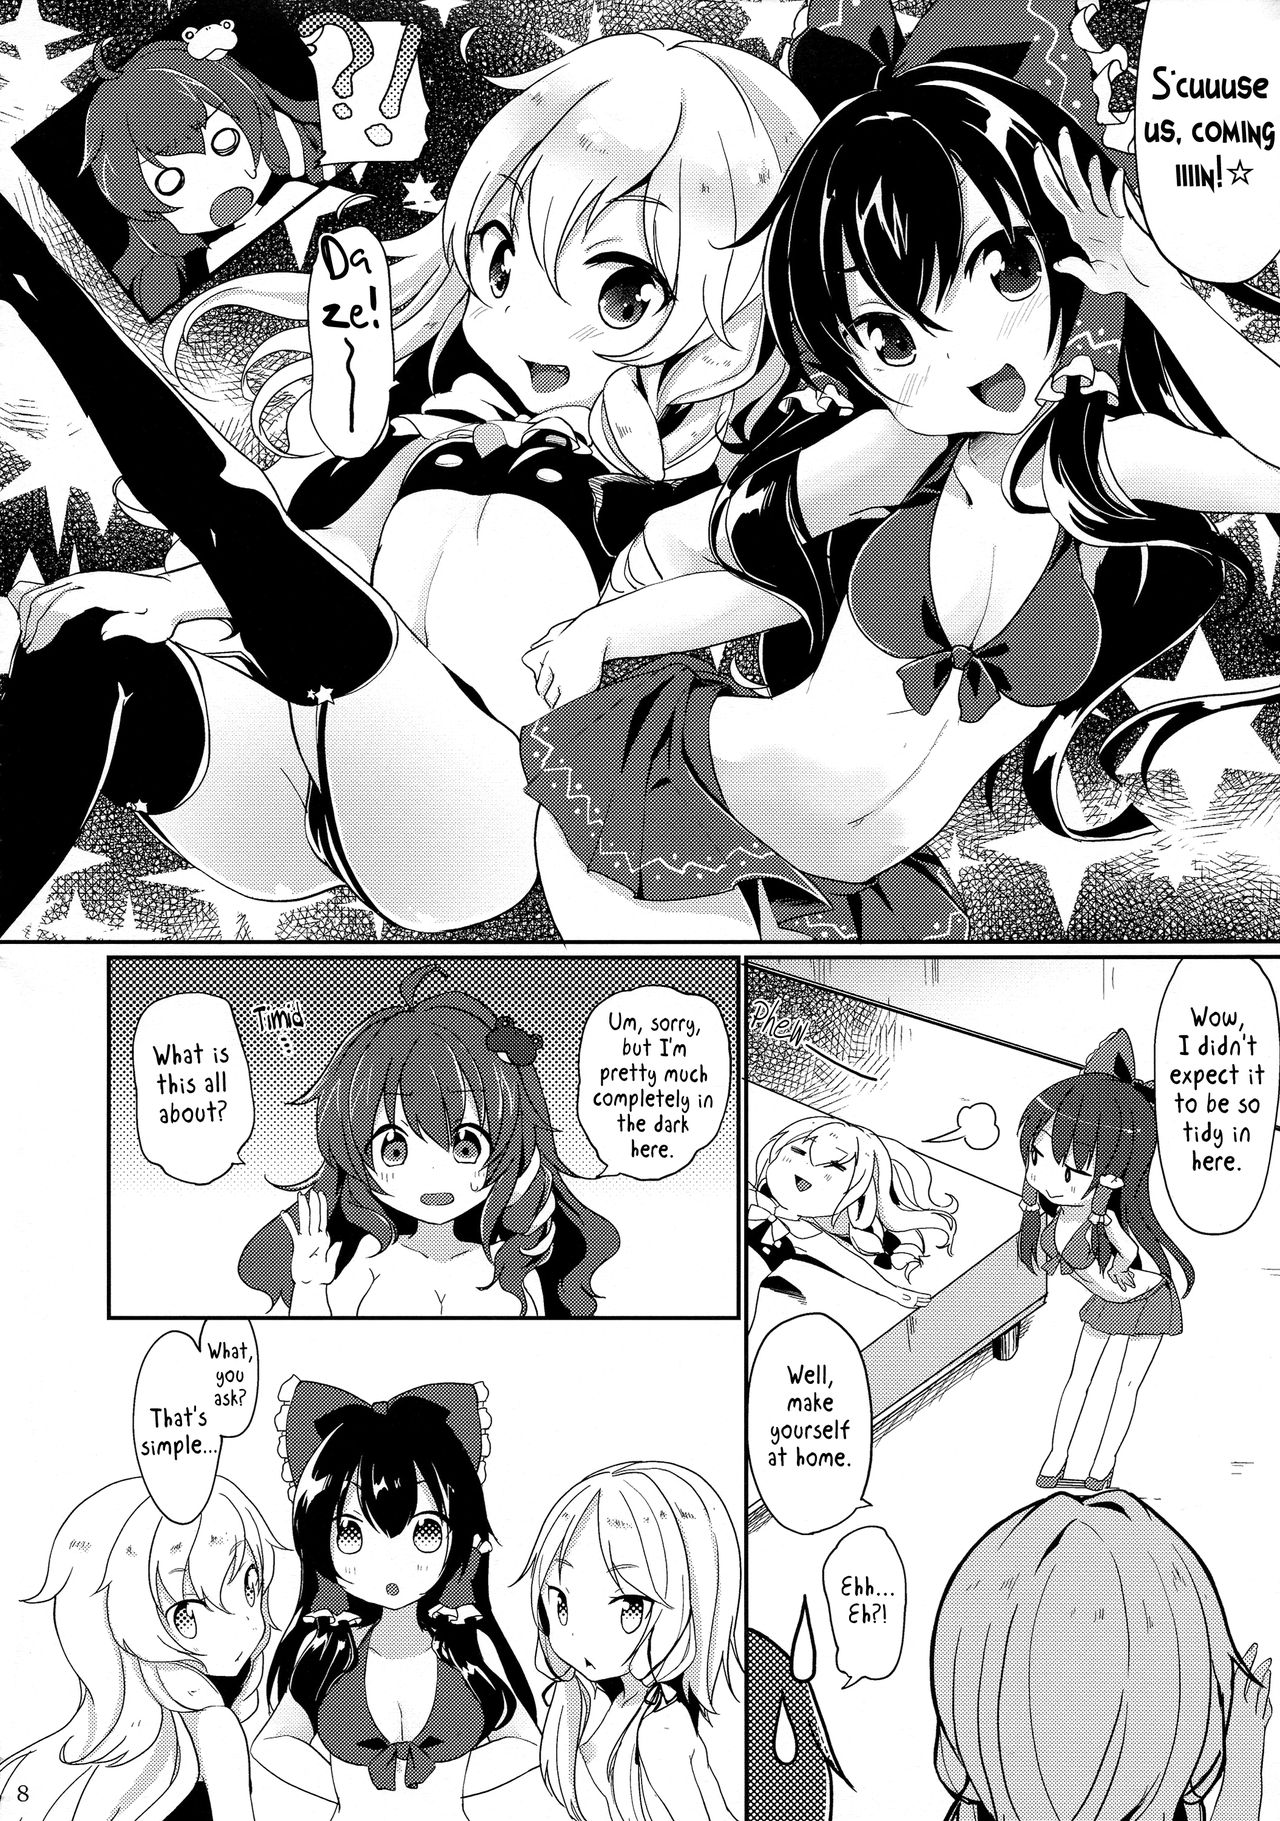 S'cuuuse
us, coming
iiiin!☆
?!
Da
ze!
Wow,
I didn't
expect it
to be so
tidy in
here.
Phew
Well,
make
yourself
at home.
Ehh...
Eh?!
Um, sorry,
but I'm
pretty much
completely in
the dark
here.
Timid
What is
this all
about?
What,
you
ask?
That's
simple...
8